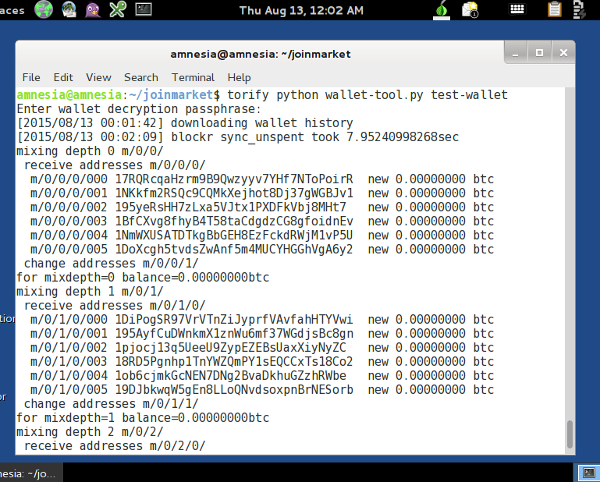 aces Thu Aug 13, 12:02 AM
amnesia@amnesia: ~/joinmarket
File Edit View Search Terminal Help
amnesia@amnesia:~/joinmarket$ torify python wallet-tool.py test-wallet
Enter wallet decryption passphrase:
[2015/08/13 00:01:42] downloading wallet history
[2015/08/13 00:02:09] blockr sync_unspent took 7.95240998268sec
mixing depth 0 m/0/0/
receive addresses m/0/0/0/
m/0/0/0/000 17RQRcqaHzrm9B9Qwzyyv7YHf7NToPoirR new 0.00000000 btc
m/0/0/0/001 1NKkfm2RSQc9CQMkXejhot8Dj37gWGBJv1 new 0.00000000 btc
m/0/0/0/002 195yeRsHH7zLxa5VJtx1PXDFkVbj8MHt7 new 0.00000000 btc
m/0/0/0/003 1BfCXvg8fhyB4T58taCdgdzCG8gfoidnEv new 0.00000000 btc
m/0/0/0/004 1NmWXUSATDTkgBbGEH8EzFckdRWjM1vP5U new 0.00000000 btc
m/0/0/0/005 1DoXcgh5tvdsZwAnf5m4MUCYHGGhVgA6y2 new 0.00000000 btc
change addresses m/0/0/1/
for mixdepth=0 balance=0.00000000btc
mixing depth 1 m/0/1/
receive addresses m/0/1/0/
m/0/1/0/000 1DiPogSR97VrVTnZiJyprfVAvfahHTYVwi new 0.00000000 btc
m/0/1/0/001 195AyfCuDWnkmX1znWu6mf37WGdjsBc8gn new 0.00000000 btc
m/0/1/0/002 1pjocj13q5UeeU9ZypEZEBsUaxXiyNyZC new 0.00000000 btc
m/0/1/0/003 18RD5Pgnhp1TnYWZQmPY1sEQCCxTs18Co2 new 0.00000000 btc
m/0/1/0/004 1ob6cjmkGcNEN7DNg2BvaDkhuGZzhRWbe new 0.00000000 btc
m/0/1/0/005 19DJbkwqW5gEn8LLoQNvdsoxpnBrNESorb new 0.00000000 btc
change addresses m/0/1/1/
for mixdepth=1 balance=0.00000000btc
mixing depth 2 m/0/2/
receive addresses m/0/2/0/
tion
or
nesia: ~/jo...